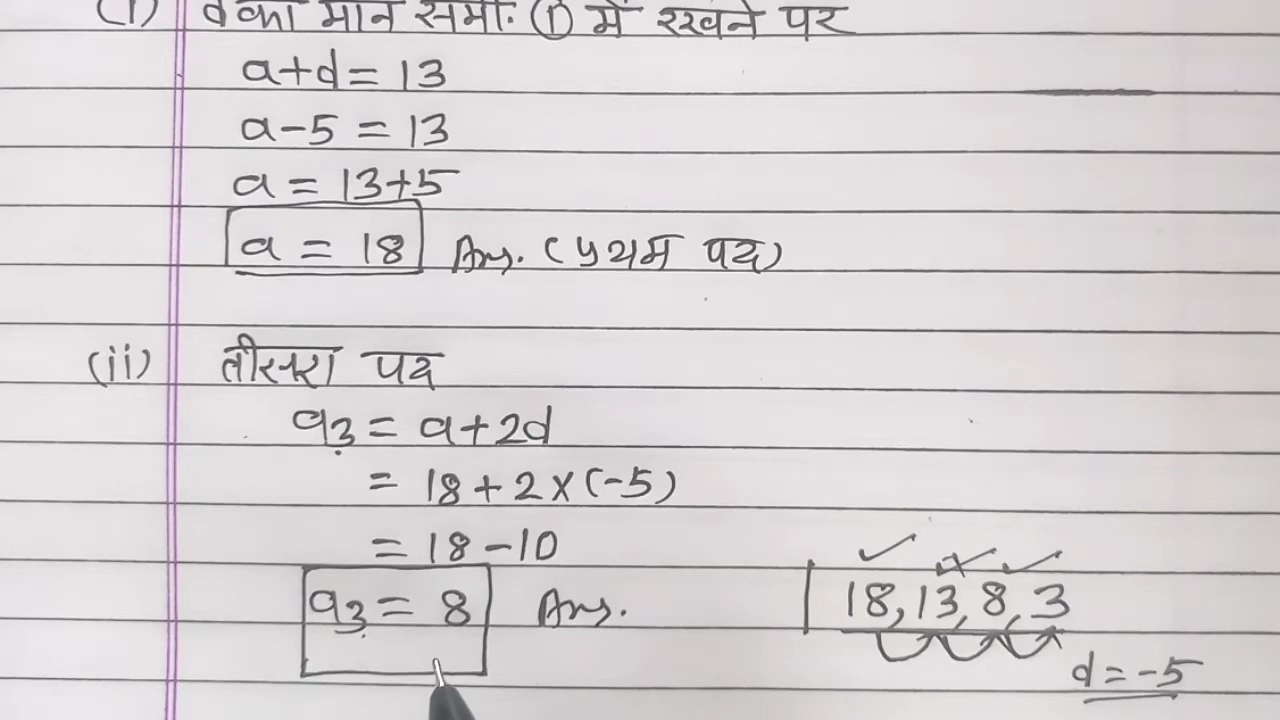 (i) d का मान समी. ① में रखने पर
a+d = 13
a-5 = 13
a = 13+5
a = 18 Ans. (प्रथम पद)
(ii) तीसरा पद
a3 = a+2d
= 18+2×(-5)
= 18-10
a3 = 8 Ans.
18, 13, 8, 3
d = -5